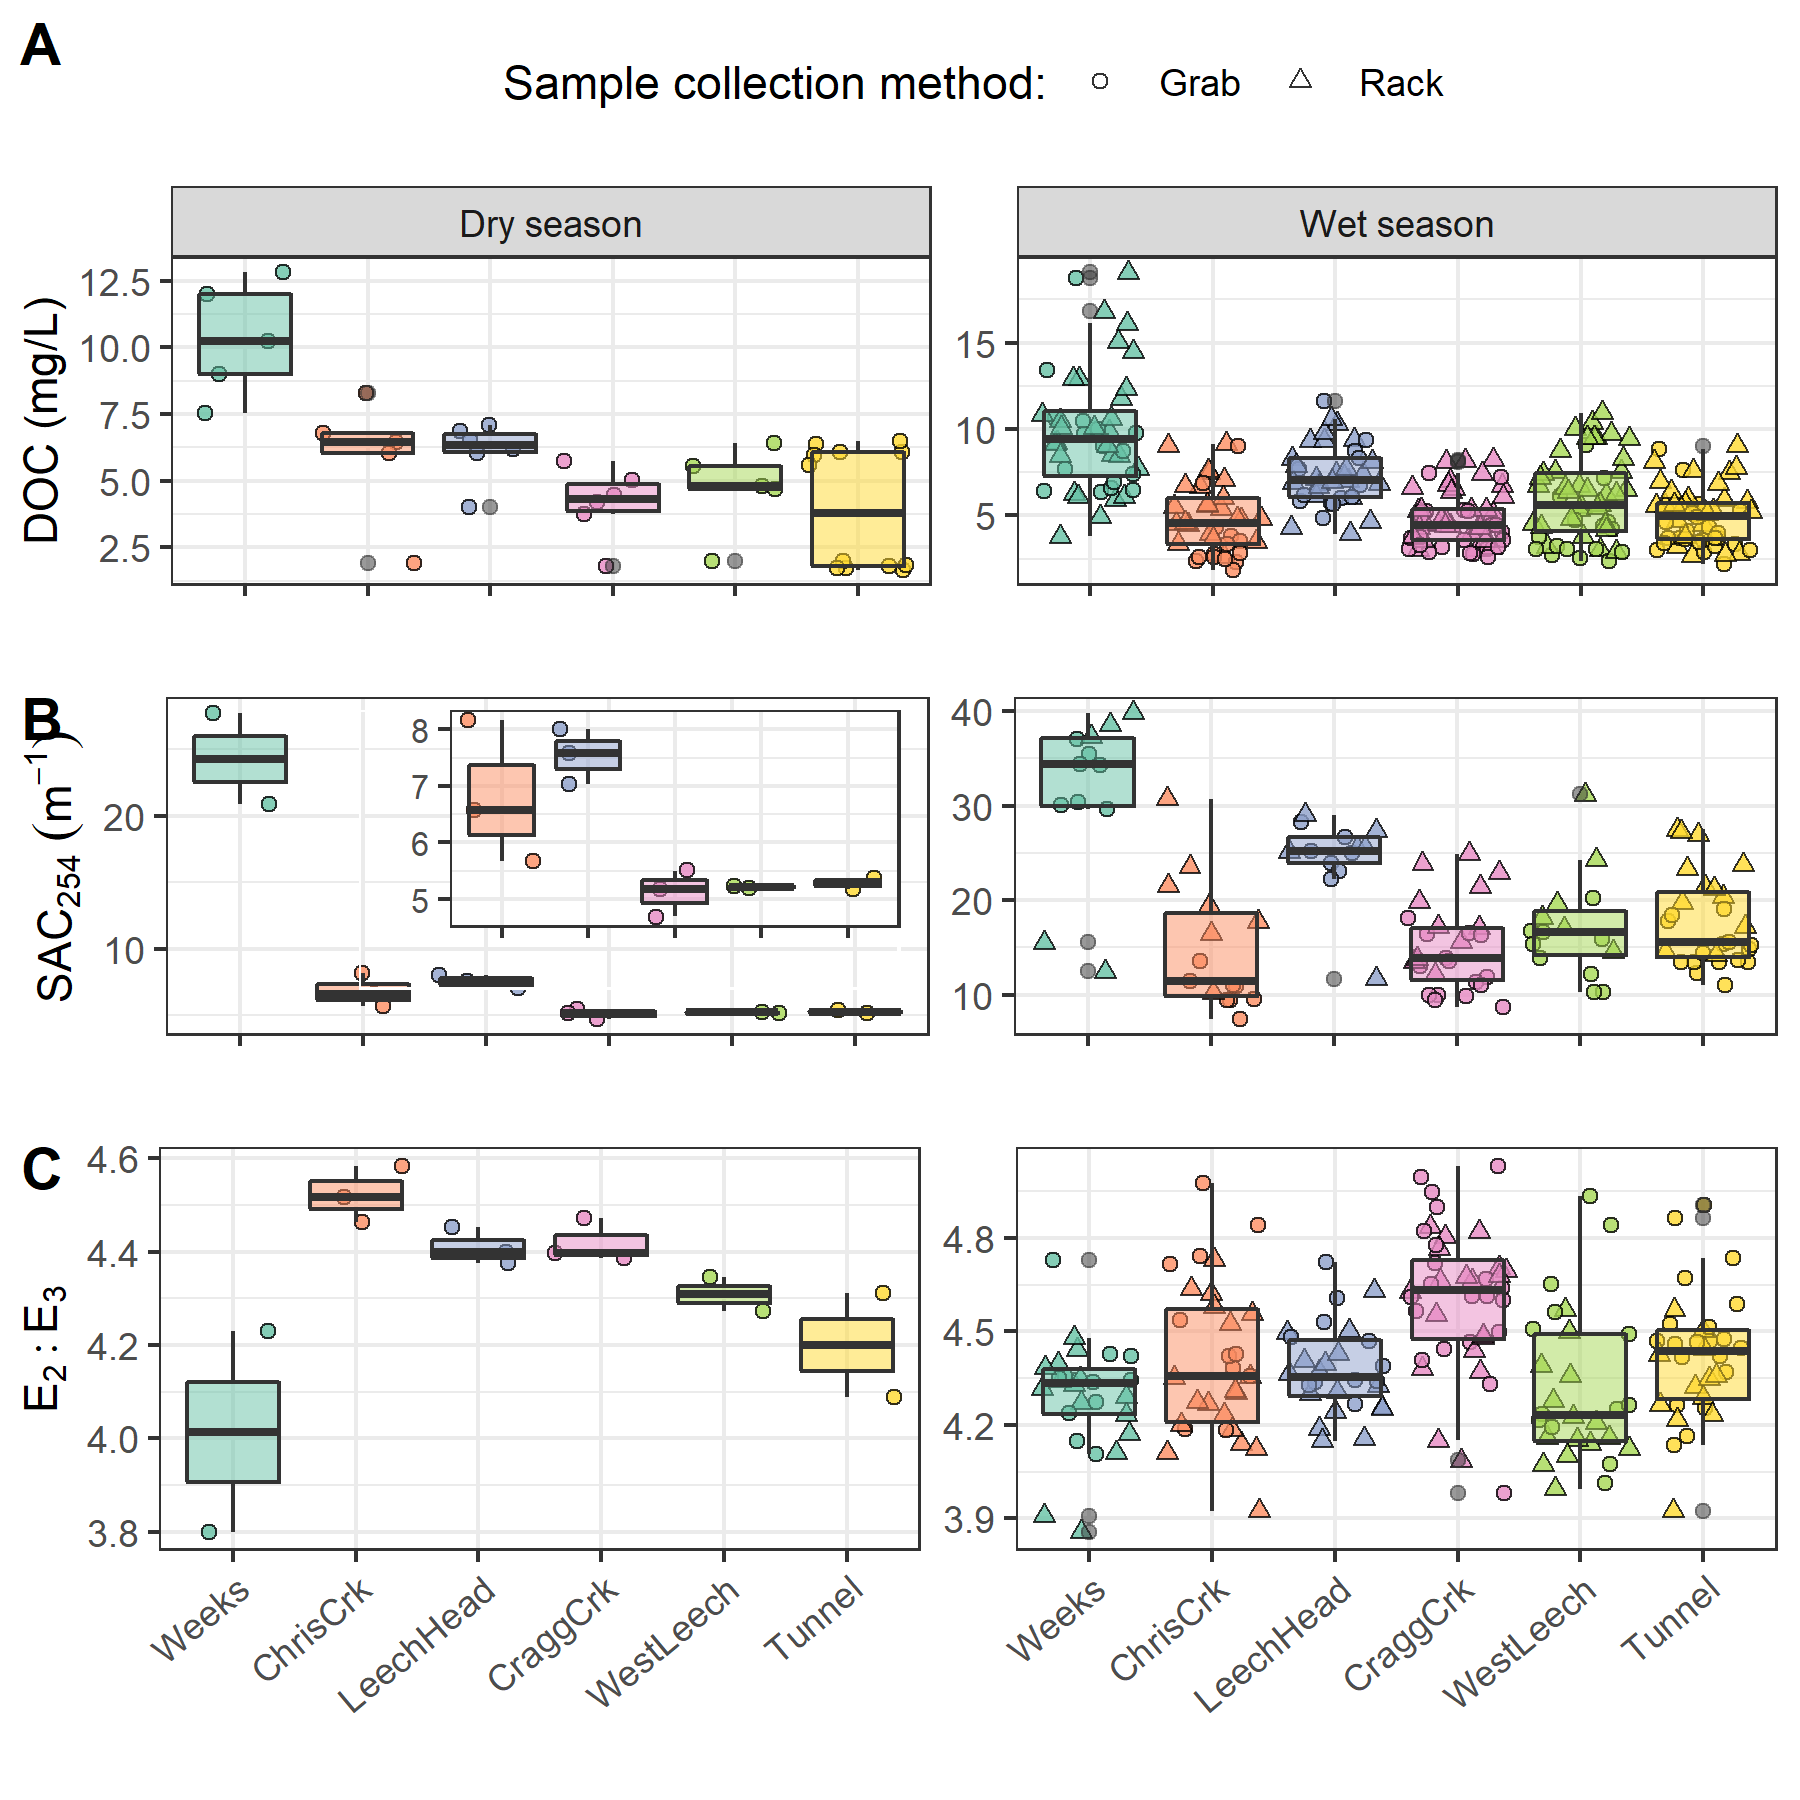 A
Sample collection method: Grab Rack
Dry season Wet season
DOC (mg/L)
12.5
10.0
7.5
5.0
2.5
15
10
5
B
SAC₂₅₄ (m⁻¹)
20
10
8
7
6
5
40
30
20
10
C
E₂ : E₃
4.6
4.4
4.2
4.0
3.8
4.8
4.5
4.2
3.9
Weeks ChrisCrk LeechHead CraggCrk WestLeech Tunnel
Weeks ChrisCrk LeechHead CraggCrk WestLeech Tunnel